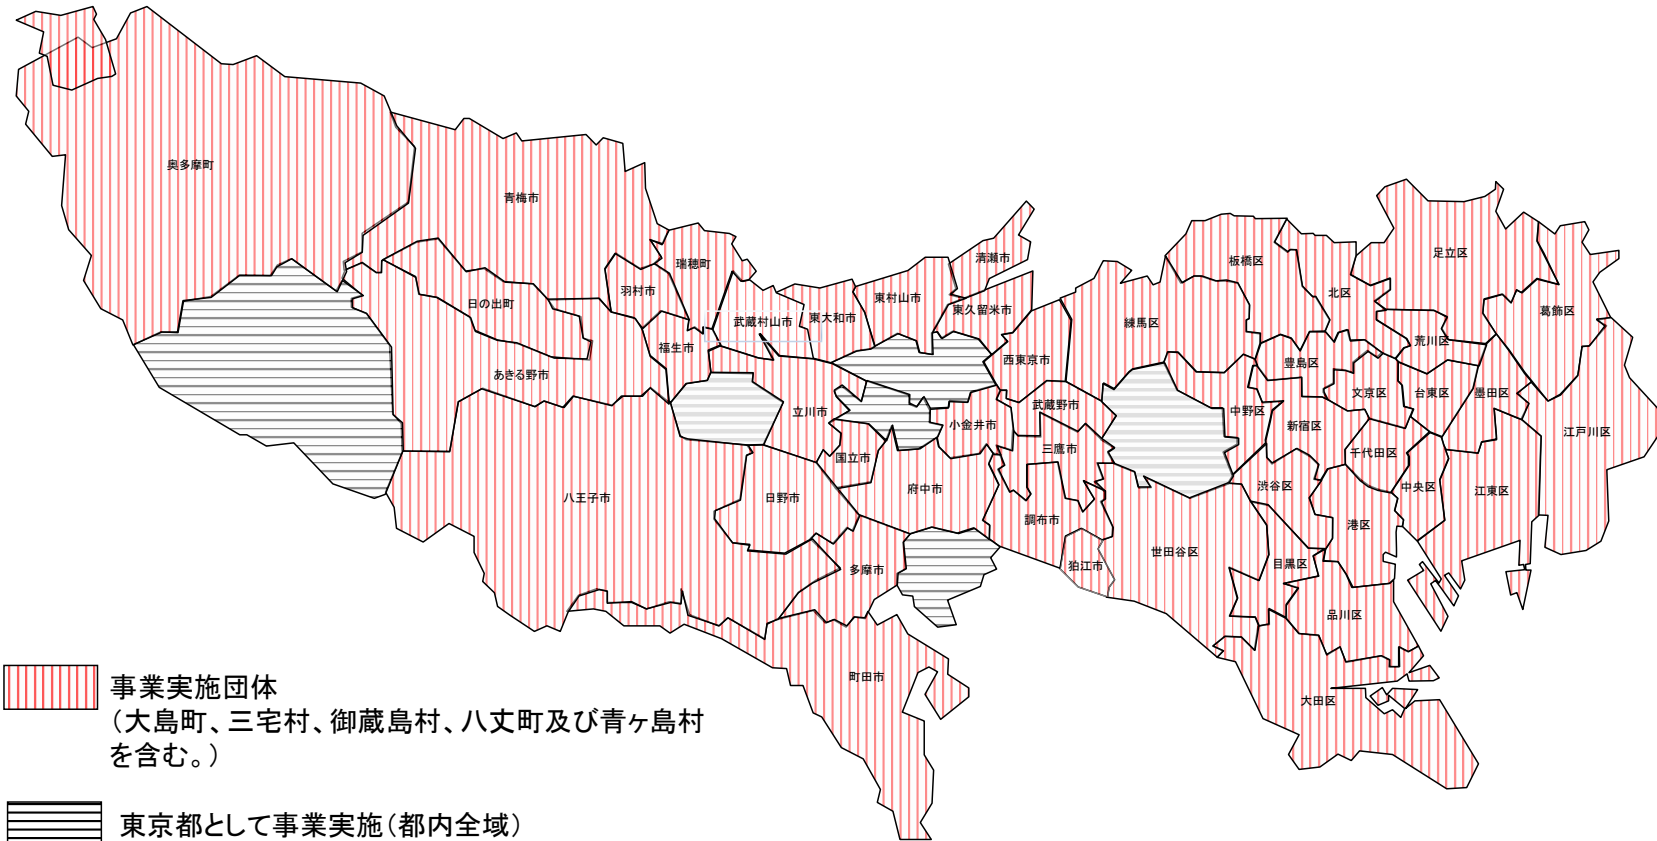 奥多摩町
青梅市
瑞穂町
羽村市
日の出町
福生市
あきる野市
武蔵村山市
東大和市
東村山市
清瀬市
東久留米市
西東京市
立川市
国立市
小金井市
武蔵野市
三鷹市
府中市
調布市
狛江市
八王子市
日野市
多摩市
町田市
練馬区
板橋区
北区
足立区
葛飾区
荒川区
豊島区
文京区
台東区
墨田区
中野区
新宿区
千代田区
江戸川区
渋谷区
中央区
江東区
港区
世田谷区
目黒区
品川区
大田区
事業実施団体
(大島町、三宅村、御蔵島村、八丈町及び青ヶ島村
を含む。)
東京都として事業実施(都内全域)